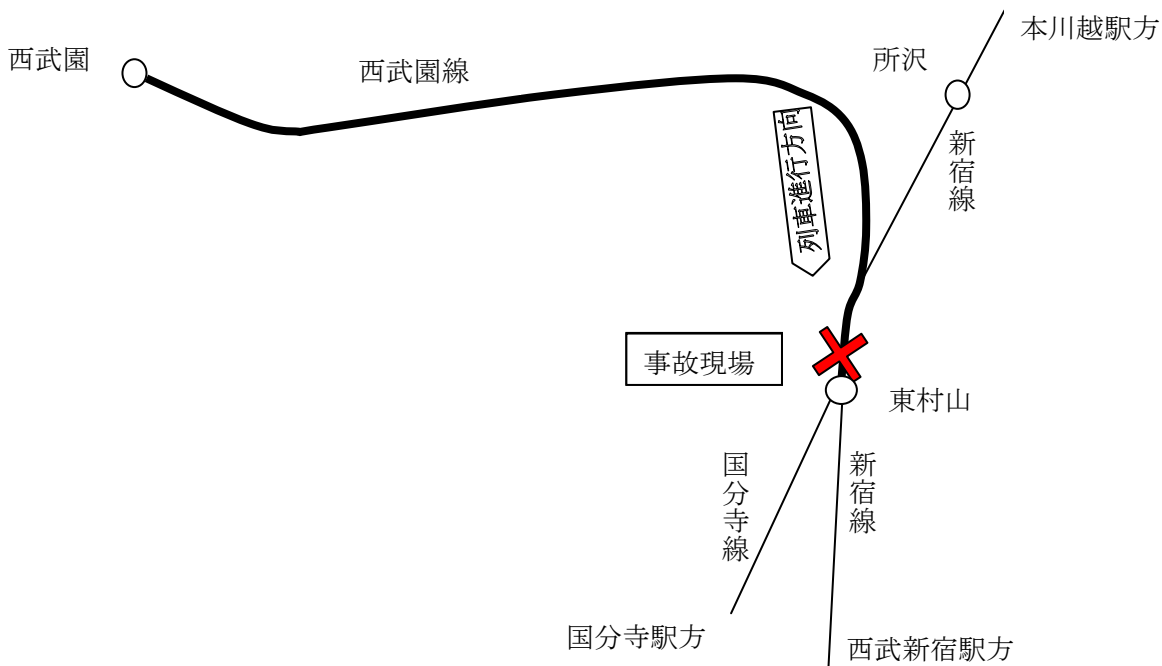 本川越駅方
西武園
西武園線
所沢
新宿線
列車進行方向
事故現場
東村山
国分寺線
新宿線
国分寺駅方
西武新宿駅方